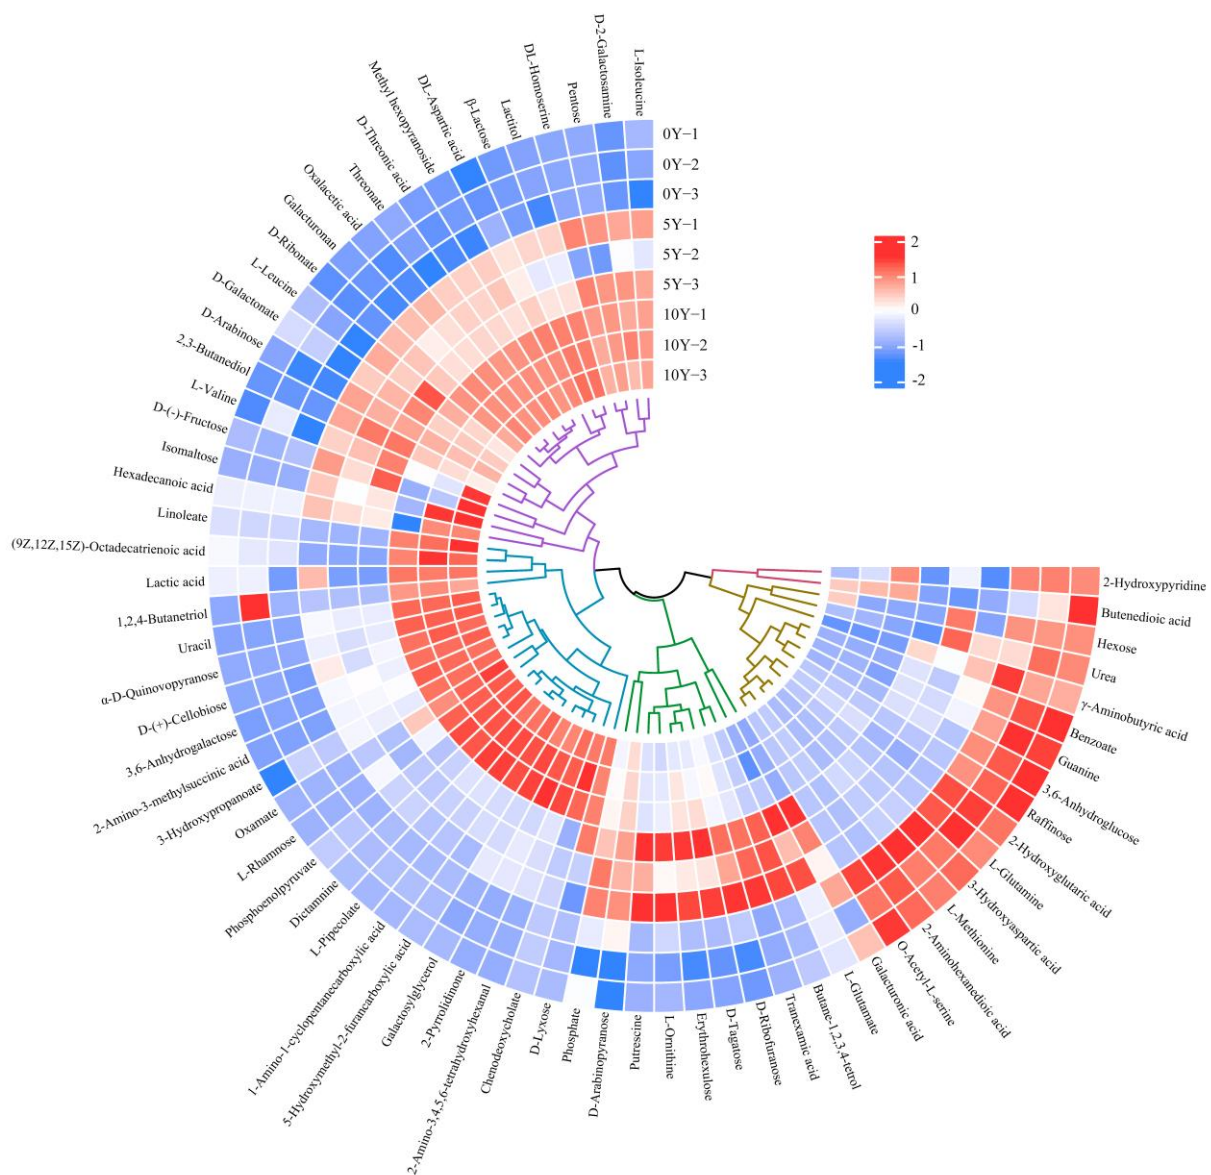 L-Isoleucine
D-2-Galactosamine
Pentose
DL-Homoserine
Lactitol
β-Lactose
DL-Aspartic acid
Methyl hexopyranoside
D-Threonic acid
Threonate
Oxalacetic acid
Galacturonan
D-Ribonate
L-Leucine
D-Galactonate
D-Arabinose
2,3-Butanediol
L-Valine
D-(-)-Fructose
Isomaltose
Hexadecanoic acid
Linoleate
(9Z,12Z,15Z)-Octadecatrienoic acid
Lactic acid
1,2,4-Butanetriol
Uracil
α-D-Quinovopyranose
D-(+)-Cellobiose
3,6-Anhydrogalactose
2-Amino-3-methylsuccinic acid
3-Hydroxypropanoate
Oxamate
L-Rhamnose
Phosphoenolpyruvate
Dictamnine
L-Pipecolate
1-Amino-1-cyclopentanecarboxylic acid
5-Hydroxymethyl-2-furancarboxylic acid
Galactosylglycerol
2-Pyrrolidinone
2-Amino-3,4,5,6-tetrahydroxyhexanal
Chenodeoxycholate
D-Lyxose
Phosphate
D-Arabinopyranose
Putrescine
L-Ornithine
Erythrohexulose
D-Tagatose
D-Ribofuranose
Tranexamic acid
Butane-1,2,3,4-tetrol
L-Glutamate
Galacturonic acid
O-Acetyl-L-serine
2-Aminohexanedioic acid
L-Methionine
3-Hydroxyaspartic acid
L-Glutamine
2-Hydroxyglutaric acid
Raffinose
3,6-Anhydroglucose
Guanine
Benzoate
γ-Aminobutyric acid
Urea
Hexose
Butenedioic acid
2-Hydroxypyridine
0Y−1
0Y−2
0Y−3
5Y−1
5Y−2
5Y−3
10Y−1
10Y−2
10Y−3
2
1
0
-1
-2